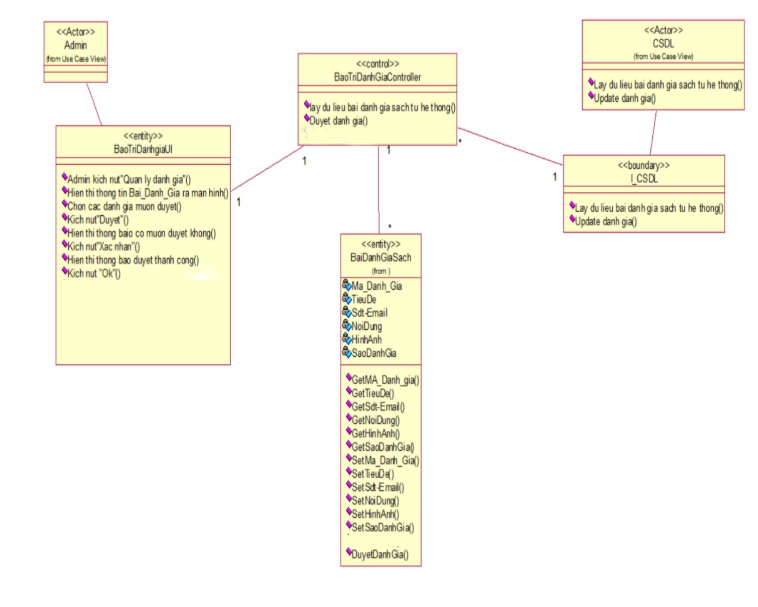 <<Actor>>
Admin
(from Use Case View)
<<entity>>
BaoTriDanhgiaUI
Admin kich nut"Quan ly danh gia"()
Hien thi thong tin Bai_Danh_Gia ra man hinh()
Chon cac danh gia muon duyet()
Kich nut"Duyet"()
Hien thi thong baio co muon duyet khong()
Kich nut"Xac nhan"()
Hien thi thong bao duyet thanh cong()
Kich nut "Ok"()
1
1
<<control>>
BaoTriDanhGiaController
lay du lieu bai danh gia sach tu he thong()
Duyet danh gia()
1
*
*
1
<<Actor>>
CSDL
(from Use Case View)
Lay du lieu bai danh gia sach tu he thong()
Update danh gia()
<<boundary>>
I_CSDL
Lay du lieu bai danh gia sach tu he thong()
Update danh gia()
<<entity>>
BaiDanhGiaSach
(from )
Ma_Danh_Gia
TieuDe
Sdt-Email
NoiDung
HinhAnh
SaoDanhGia
GetMA_Danh_gia()
GetTieuDe()
GetSdt-Email()
GetNoiDung()
GetHinhAnh()
GetSaoDanhGia()
SetMa_Danh_Gia()
SetTieuDe()
SetSdt-Email()
SetNoiDung()
SetHinhAnh()
SetSaoDanhGia()
DuyetDanhGia()